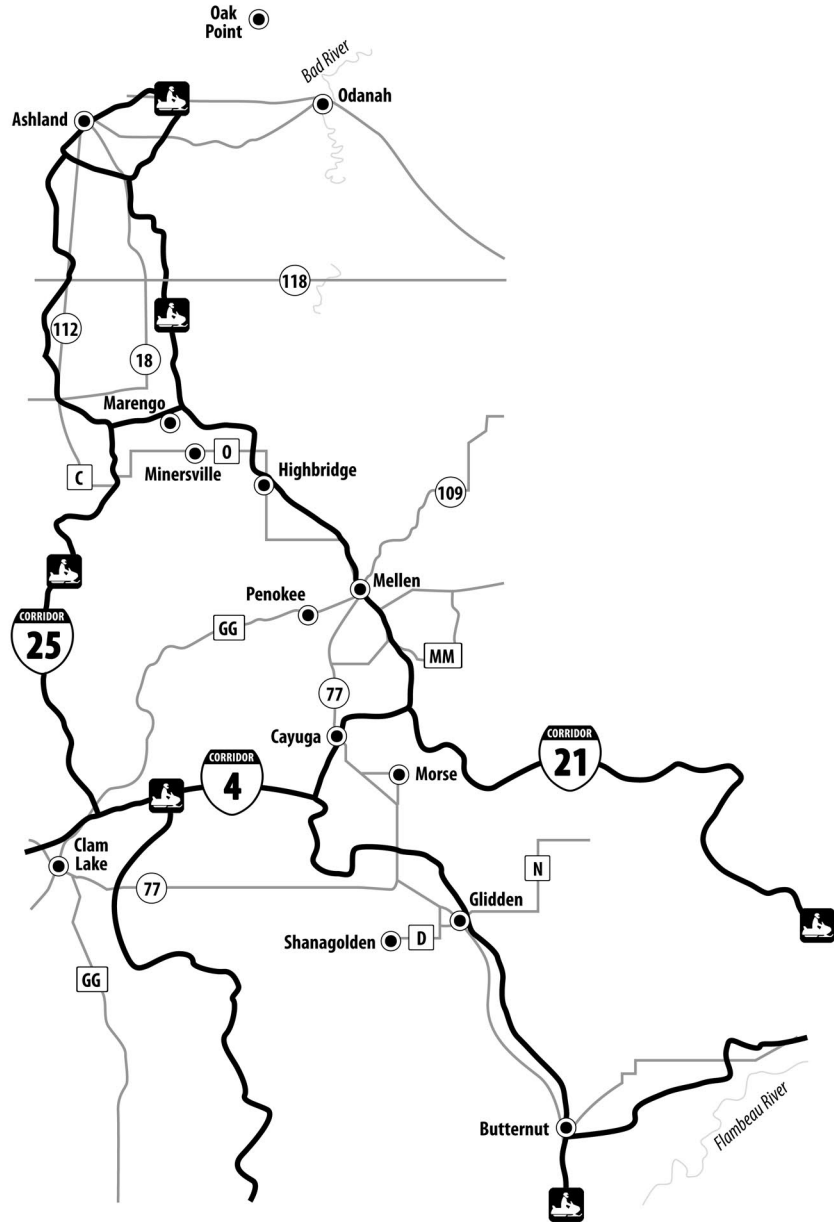 Oak
Point
Bad River
Odanah
Ashland
118
112
18
Marengo
O
Minersville
C
Highbridge
109
Mellen
Penokee
GG
CORRIDOR
25
MM
77
Cayuga
CORRIDOR
21
CORRIDOR
4
Morse
Clam
Lake
77
N
Glidden
Shanagolden
D
GG
Flambeau River
Butternut